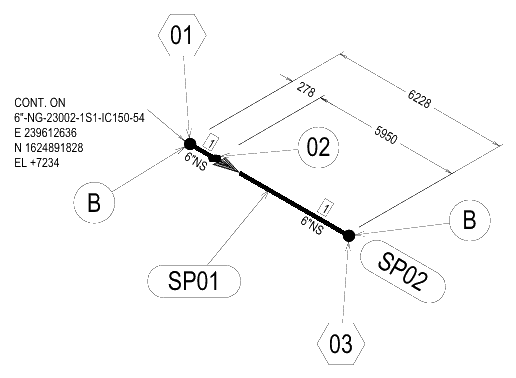 01
278
6228
CONT. ON
6"-NG-23002-1S1-IC150-54
E 239612636
N 1624891828
EL +7234
5950
1
02
6"NS
B
1
6"NS
B
SP01
SP02
03